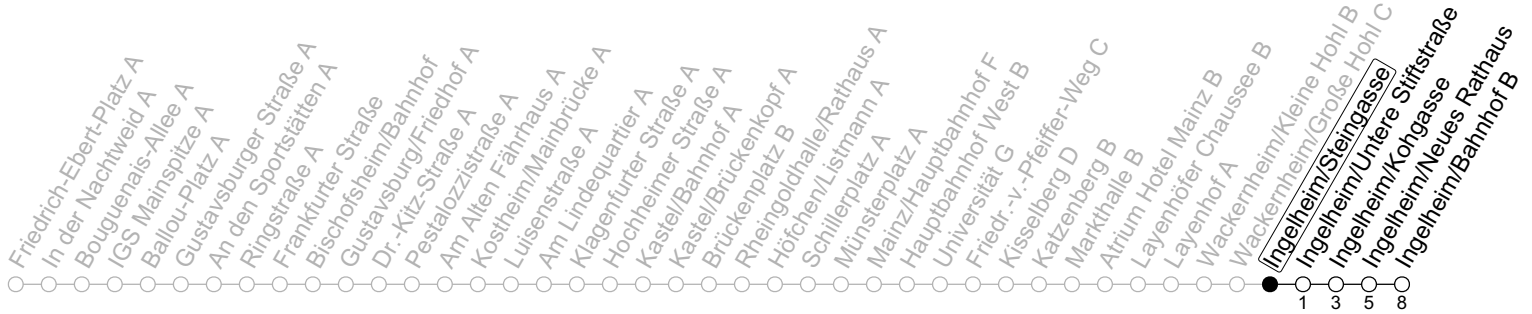 Friedrich-Ebert-Platz A
In der Nachtweid A
Bouguenais-Allee A
IGS Mainspitze A
Ballou-Platz A
Gustavsburger Straße A
An den Sportstätten A
Ringstraße A
Frankfurter Straße
Bischofsheim/Bahnhof
Gustavsburg/Friedhof A
Dr.-Kitz-Straße A
Pestalozzistraße A
Am Alten Fährhaus A
Kostheim/Mainbrücke A
Luisenstraße A
Am Lindequartier A
Klagenfurter Straße A
Hochheimer Straße A
Kastel/Bahnhof A
Kastel/Brückenkopf A
Brückenplatz B
Rheingoldhalle/Rathaus A
Höfchen/Listmann A
Schillerplatz A
Münsterplatz A
Mainz/Hauptbahnhof F
Hauptbahnhof West B
Universität G
Friedr.-v.-Pfeiffer-Weg C
Kisselberg D
Katzenberg B
Markthalle B
Atrium Hotel Mainz B
Layenhöfer Chaussee B
Layenhof A
Wackernheim/Kleine Hohl B
Wackernheim/Große Hohl C
Ingelheim/Steingasse
Ingelheim/Untere Stiftstraße
Ingelheim/Kohgasse
Ingelheim/Neues Rathaus
Ingelheim/Bahnhof B
1 3 5 8